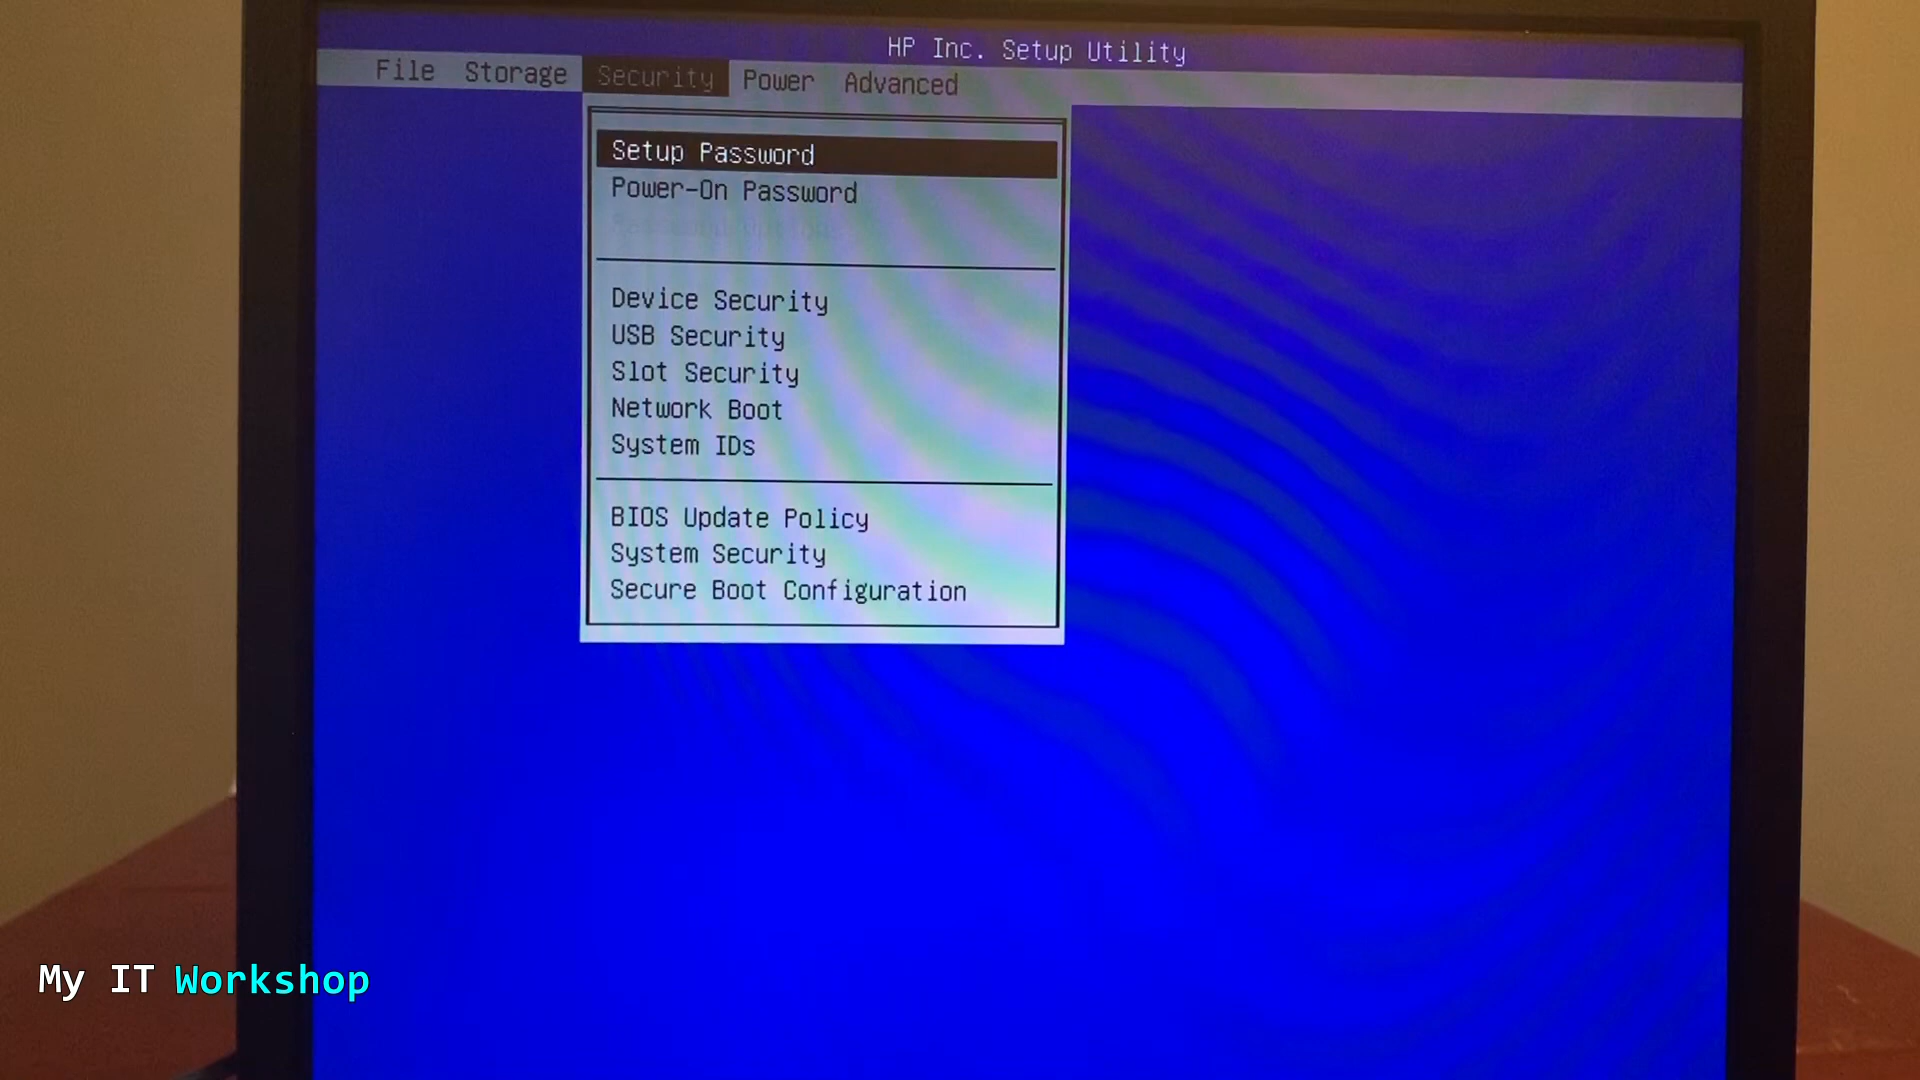 HP Inc. Setup Utility
File Storage Security Power Advanced
Setup Password
Power-On Password
Device Security
USB Security
Slot Security
Network Boot
System IDs
BIOS Update Policy
System Security
Secure Boot Configuration
My IT Workshop